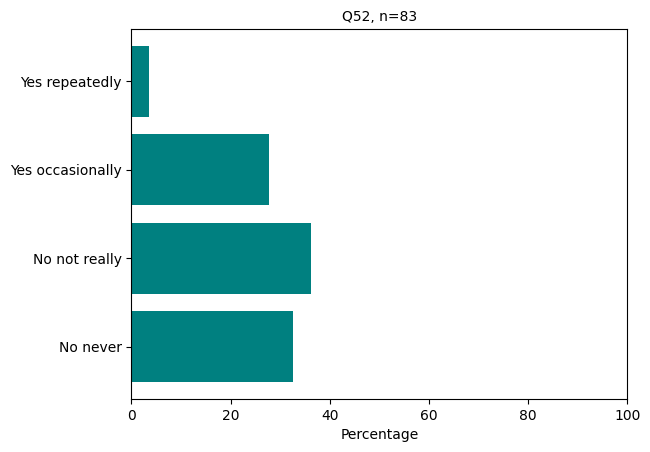 Q52, n=83
Yes repeatedly
Yes occasionally
No not really
No never
0 20 40 60 80 100
Percentage